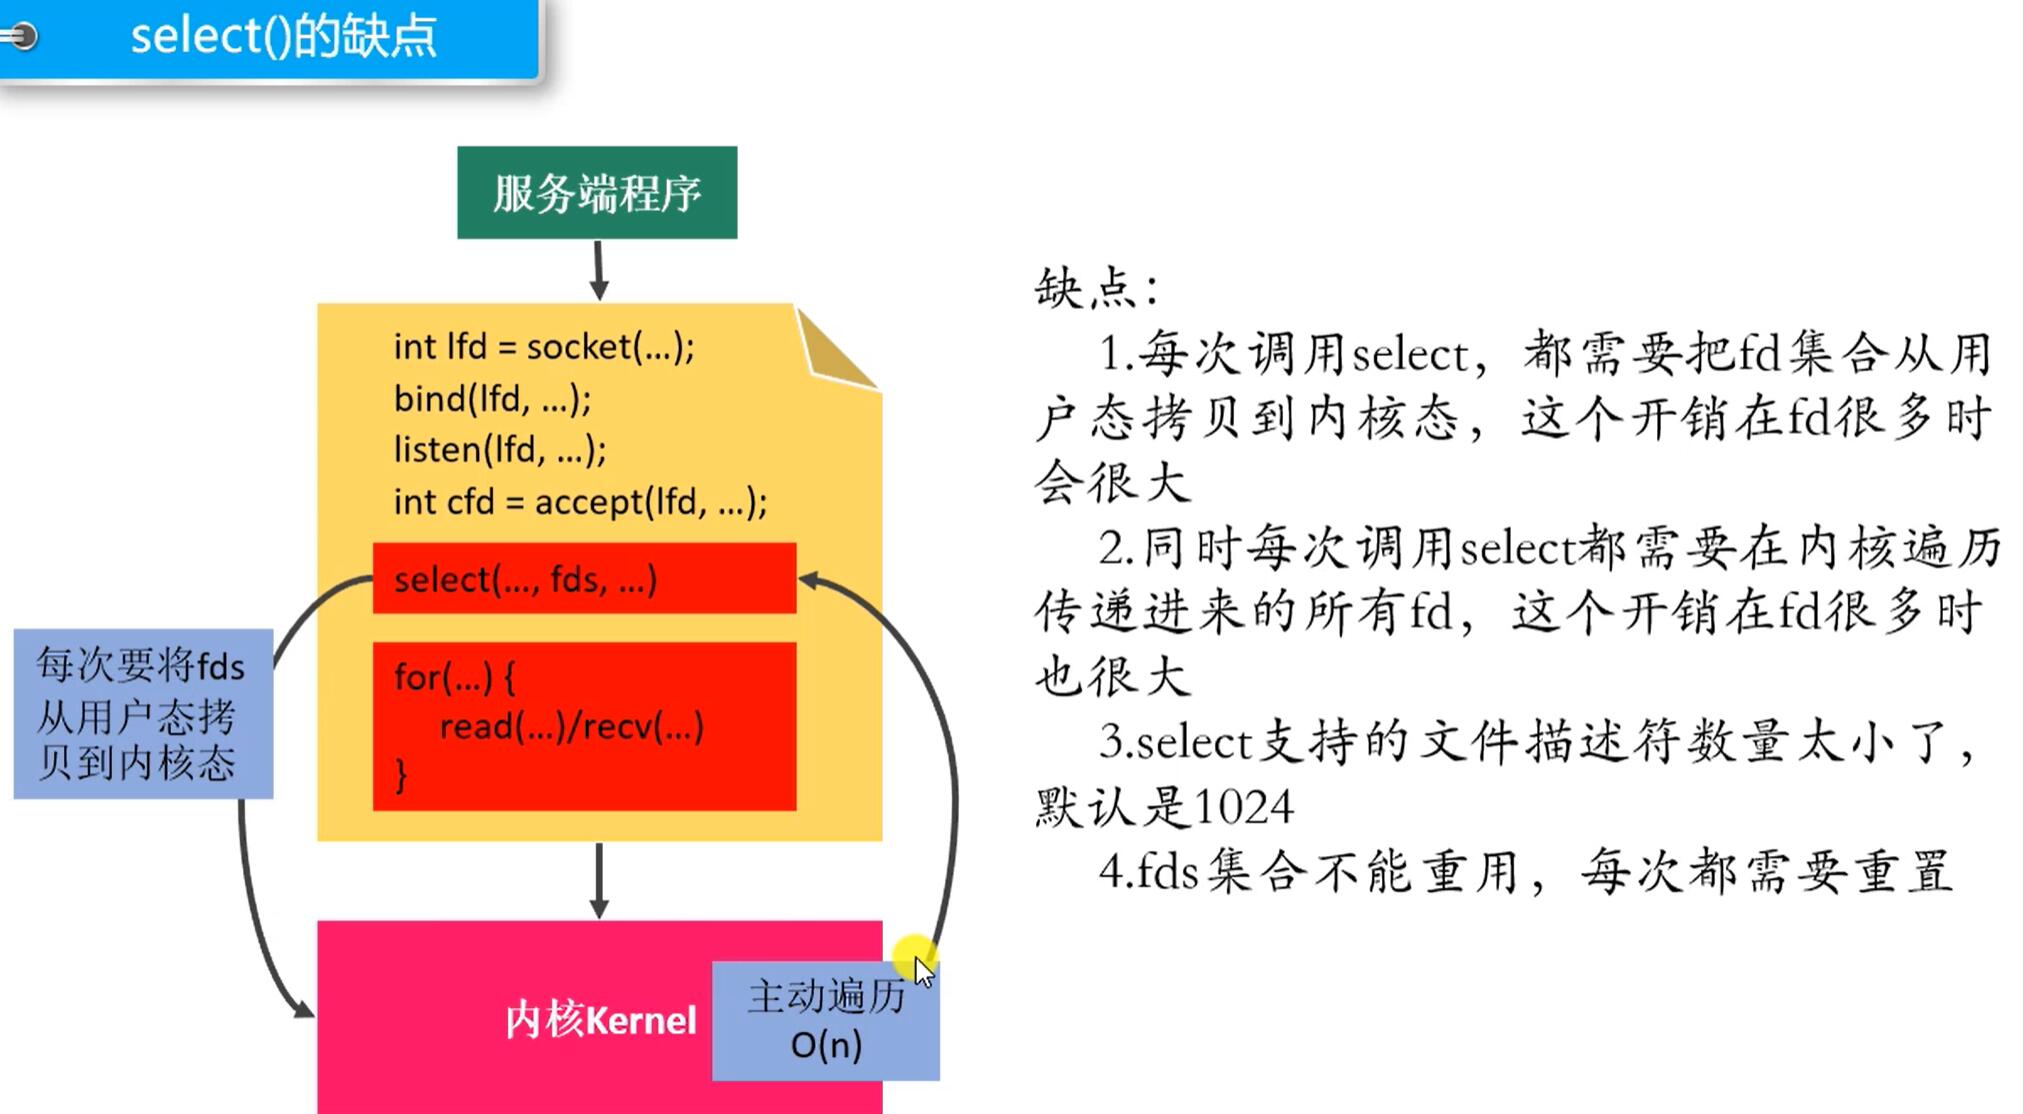 select()的缺点
服务端程序
int lfd = socket(...);
bind(lfd, ...);
listen(lfd, ...);
int cfd = accept(lfd, ...);
select(..., fds, ...)
for(...) {
read(...)/recv(...)
}
每次要将fds
从用户态拷
贝到内核态
内核Kernel
主动遍历
O(n)
缺点：
1.每次调用select，都需要把fd集合从用
户态拷贝到内核态，这个开销在fd很多时
会很大
2.同时每次调用select都需要在内核遍历
传递进来的所有fd，这个开销在fd很多时
也很大
3.select支持的文件描述符数量太小了，
默认是1024
4.fds集合不能重用，每次都需要重置